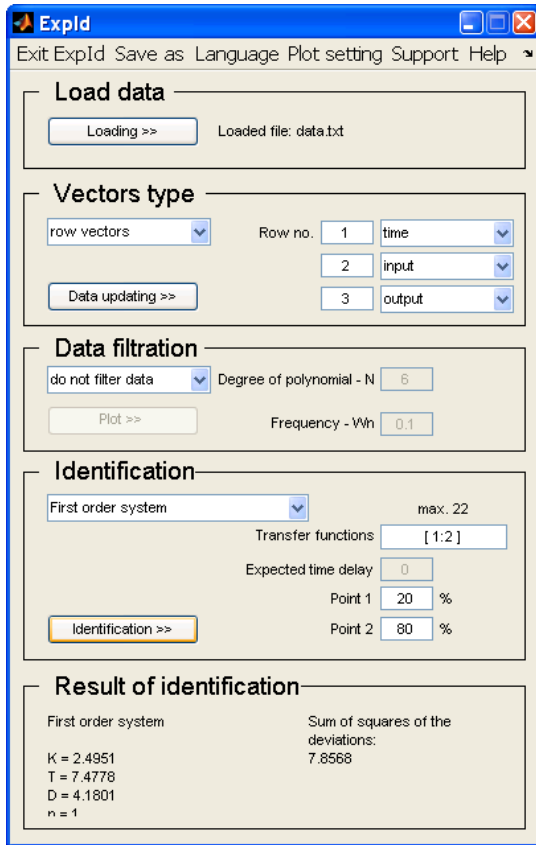 ExpId
Exit ExpId Save as Language Plot setting Support Help
Load data
Loading >> Loaded file: data.txt
Vectors type
row vectors Row no. 1 time
2 input
Data updating >> 3 output
Data filtration
do not filter data Degree of polynomial - N 6
Plot >> Frequency - Wn 0.1
Identification
First order system max. 22
Transfer functions [ 1:2 ]
Expected time delay 0
Point 1 20 %
Identification >> Point 2 80 %
Result of identification
First order system Sum of squares of the
deviations:
K = 2.4951 7.8568
T = 7.4778
D = 4.1801
n = 1